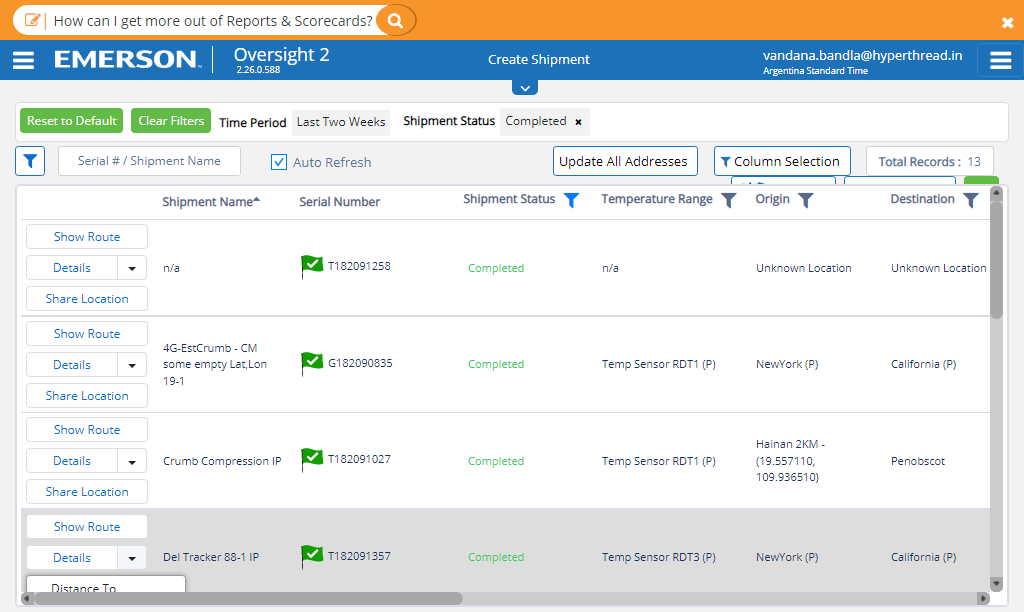 How can I get more out of Reports & Scorecards?
EMERSON
Oversight 2
2.26.0.588
Create Shipment
vandana.bandla@hyperthread.in
Argentina Standard Time
Reset to Default
Clear Filters
Time Period
Last Two Weeks
Shipment Status
Completed ×
Serial # / Shipment Name
Auto Refresh
Update All Addresses
Column Selection
Total Records : 13
Shipment Name
Serial Number
Shipment Status
Temperature Range
Origin
Destination
Show Route
Details
Share Location
n/a
T182091258
Completed
n/a
Unknown Location
Unknown Location
Show Route
Details
Share Location
4G-EstCrumb - CM
some empty Lat,Lon
19-1
G182090835
Completed
Temp Sensor RDT1 (P)
NewYork (P)
California (P)
Show Route
Details
Share Location
Crumb Compression IP
T182091027
Completed
Temp Sensor RDT1 (P)
Hainan 2KM -
(19.557110,
109.936510)
Penobscot
Show Route
Details
Del Tracker 88-1 IP
T182091357
Completed
Temp Sensor RDT3 (P)
NewYork (P)
California (P)
Distance To